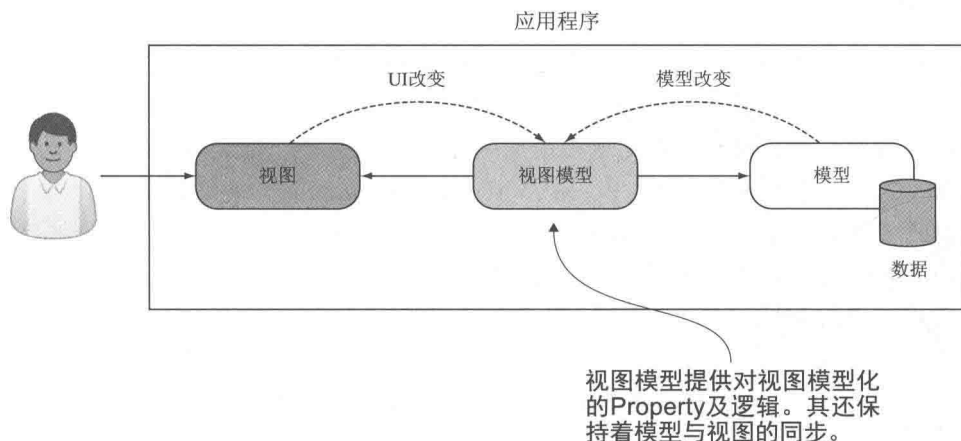 应用程序
UI改变
模型改变
视图
视图模型
模型
数据
视图模型提供对视图模型化
的Property及逻辑。其还保
持着模型与视图的同步。